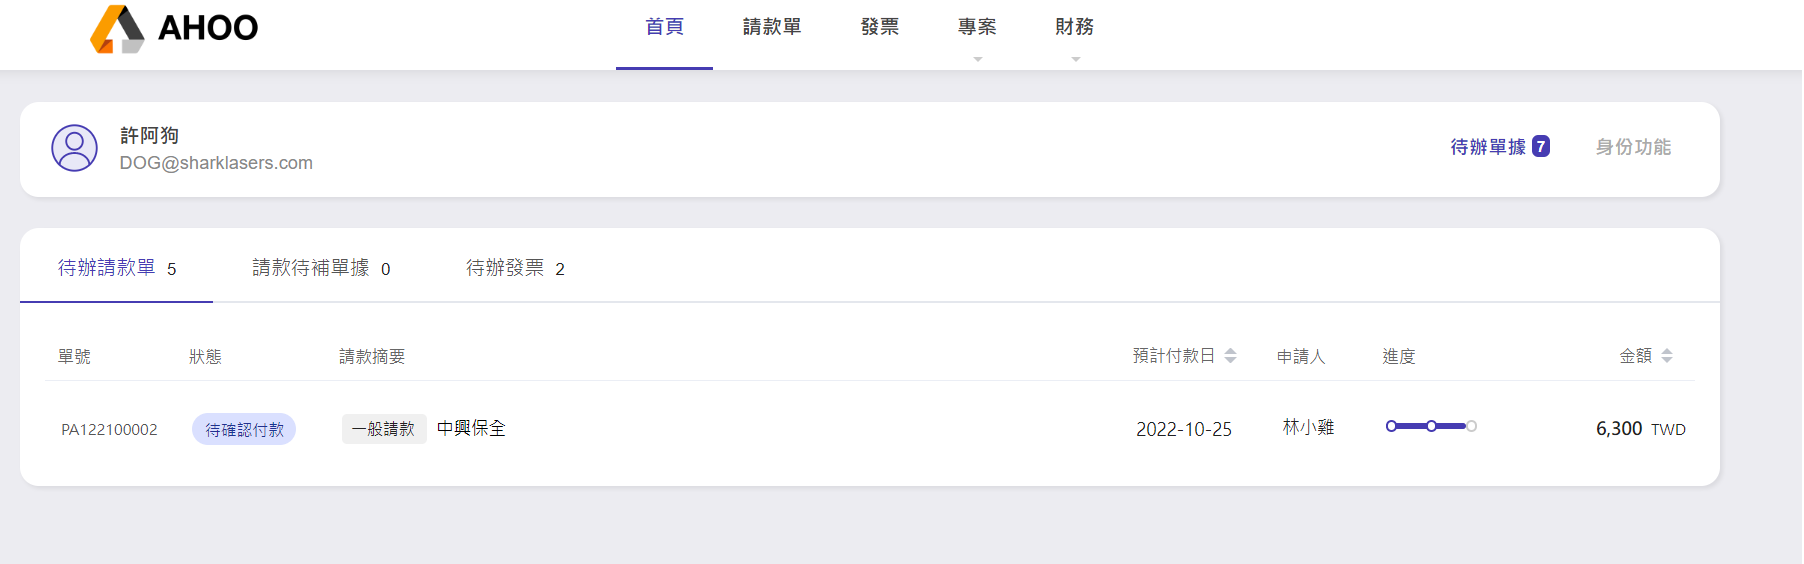 AHOO 首頁 請款單 發票 專案 財務
許阿狗
DOG@sharklasers.com
待辦單據 7 身份功能
待辦請款單 5 請款待補單據 0 待辦發票 2
單號 狀態 請款摘要 預計付款日 申請人 進度 金額
PA122100002 待確認付款 一般請款 中興保全 2022-10-25 林小雞 6,300 TWD